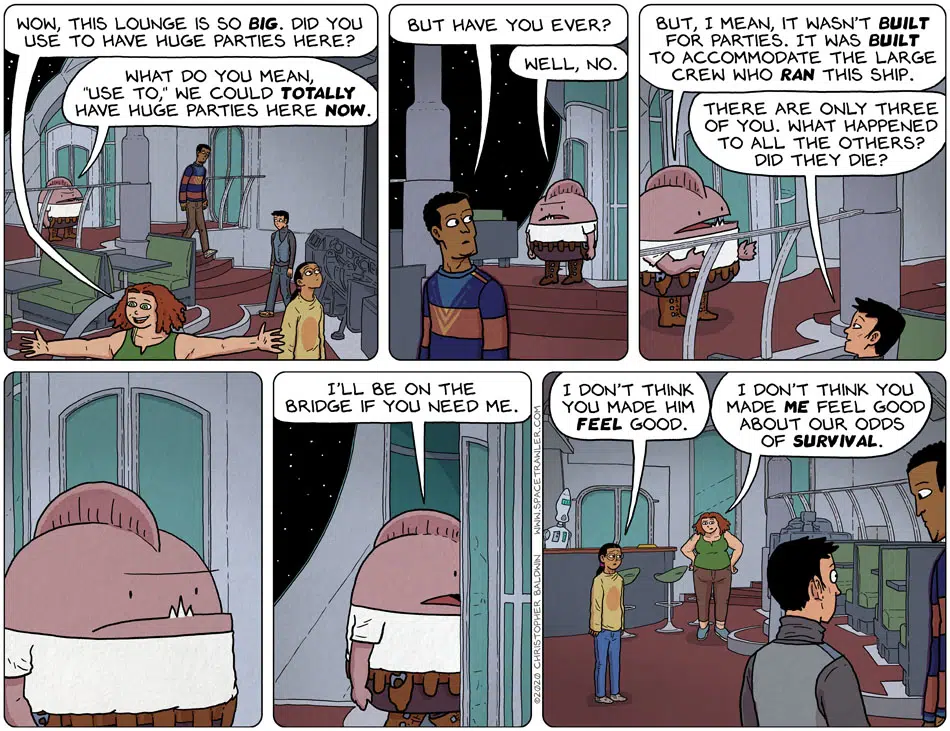 WOW, THIS LOUNGE IS SO BIG. DID YOU
USE TO HAVE HUGE PARTIES HERE?
WHAT DO YOU MEAN,
"USE TO," WE COULD TOTALLY
HAVE HUGE PARTIES HERE NOW.
BUT HAVE YOU EVER?
WELL, NO.
BUT, I MEAN, IT WASN'T BUILT
FOR PARTIES. IT WAS BUILT
TO ACCOMMODATE THE LARGE
CREW WHO RAN THIS SHIP.
THERE ARE ONLY THREE
OF YOU. WHAT HAPPENED
TO ALL THE OTHERS?
DID THEY DIE?
I'LL BE ON THE
BRIDGE IF YOU NEED ME.
©2020 CHRISTOPHER BALDWIN WWW.SPACETRAWLER.COM
I DON'T THINK
YOU MADE HIM
FEEL GOOD.
I DON'T THINK YOU
MADE ME FEEL GOOD
ABOUT OUR ODDS
OF SURVIVAL.